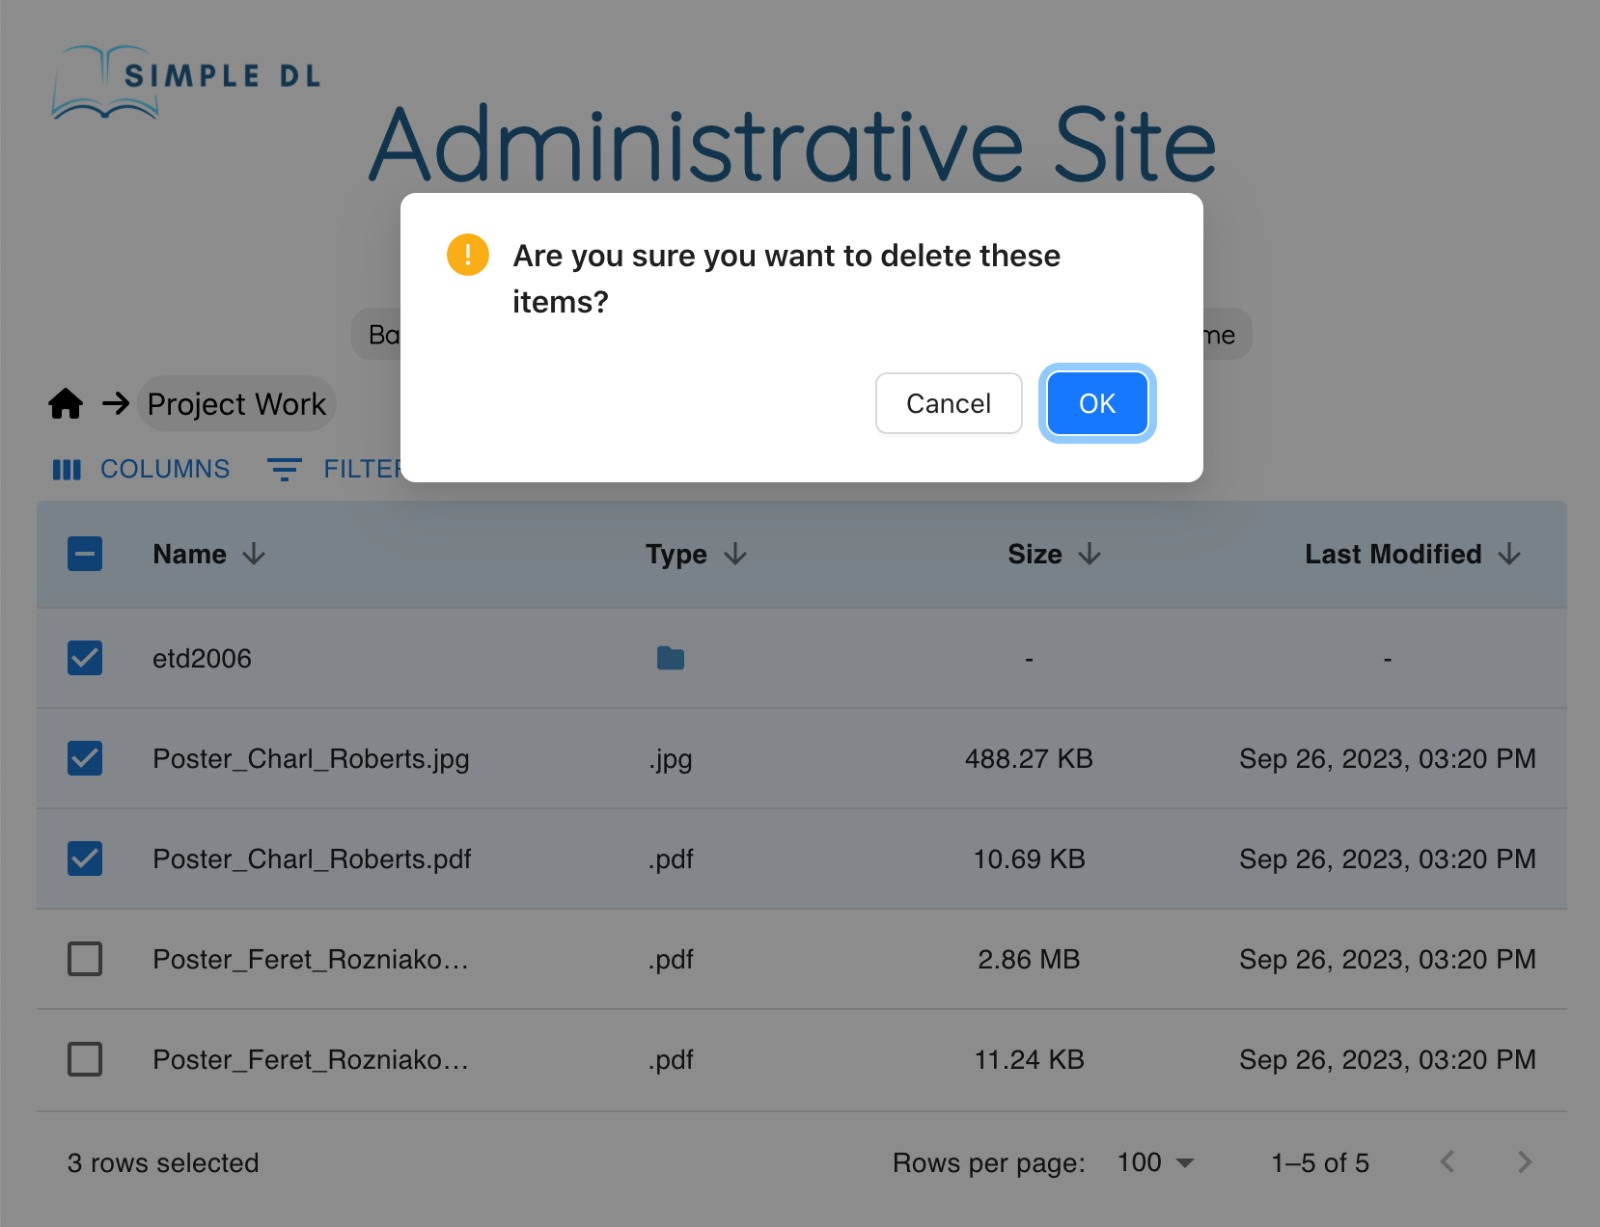 SIMPLE DL
Administrative Site
Are you sure you want to delete these
items?
Cancel
OK
Project Work
COLUMNS
Name
Type
Size
Last Modified
etd2006
-
-
Poster_Charl_Roberts.jpg
.jpg
488.27 KB
Sep 26, 2023, 03:20 PM
Poster_Charl_Roberts.pdf
.pdf
10.69 KB
Sep 26, 2023, 03:20 PM
Poster_Feret_Rozniako...
.pdf
2.86 MB
Sep 26, 2023, 03:20 PM
Poster_Feret_Rozniako...
.pdf
11.24 KB
Sep 26, 2023, 03:20 PM
3 rows selected
Rows per page:
100
1–5 of 5